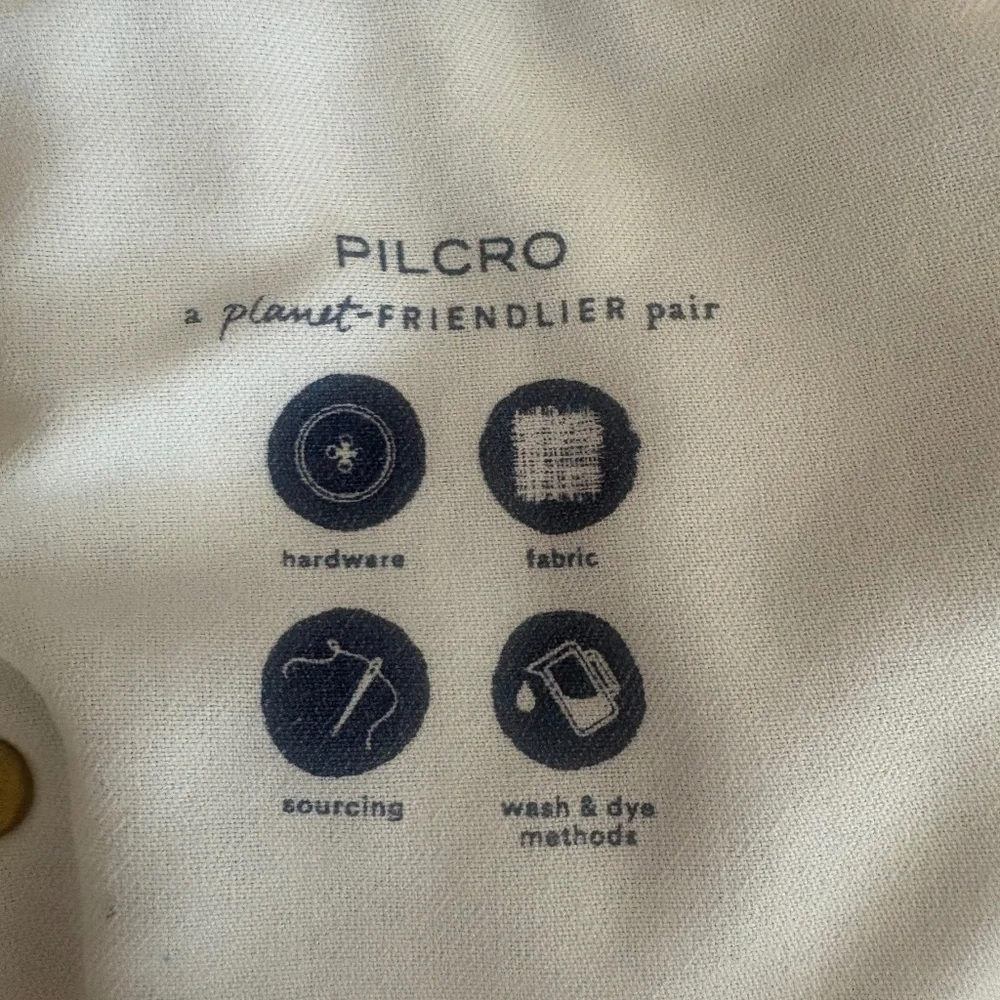 PILCRO
a planet-FRIENDLIER pair
hardware
fabric
sourcing
wash & dye
methods